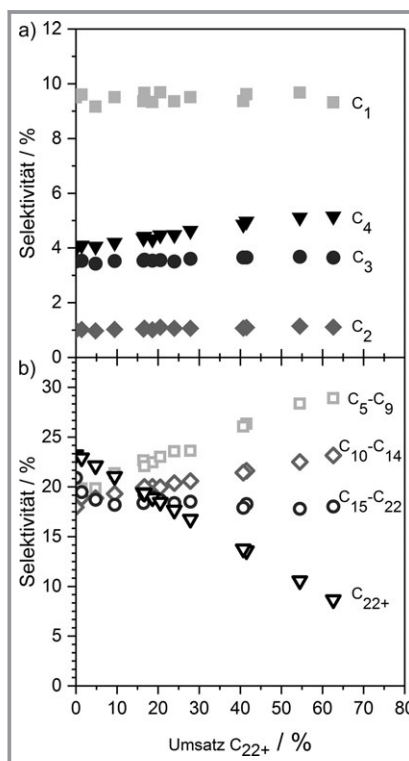 a)
12
10
8
6
4
2
0
Selektivität / %
C₁
C₄
C₃
C₂
b)
30
25
20
15
10
5
0
Selektivität / %
C₅-C₉
C₁₀-C₁₄
C₁₅-C₂₂
C₂₂₊
0 10 20 30 40 50 60 70 80
Umsatz C₂₂₊ / %